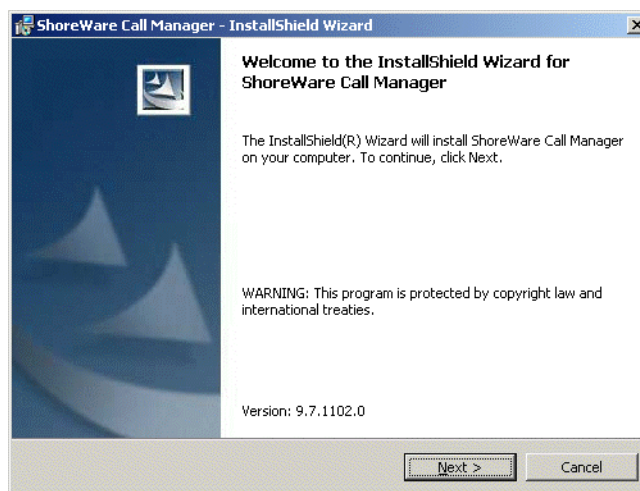 ShoreWare Call Manager - InstallShield Wizard
Welcome to the InstallShield Wizard for
ShoreWare Call Manager
The InstallShield(R) Wizard will install ShoreWare Call Manager
on your computer. To continue, click Next.
WARNING: This program is protected by copyright law and
international treaties.
Version: 9.7.1102.0
Next >
Cancel